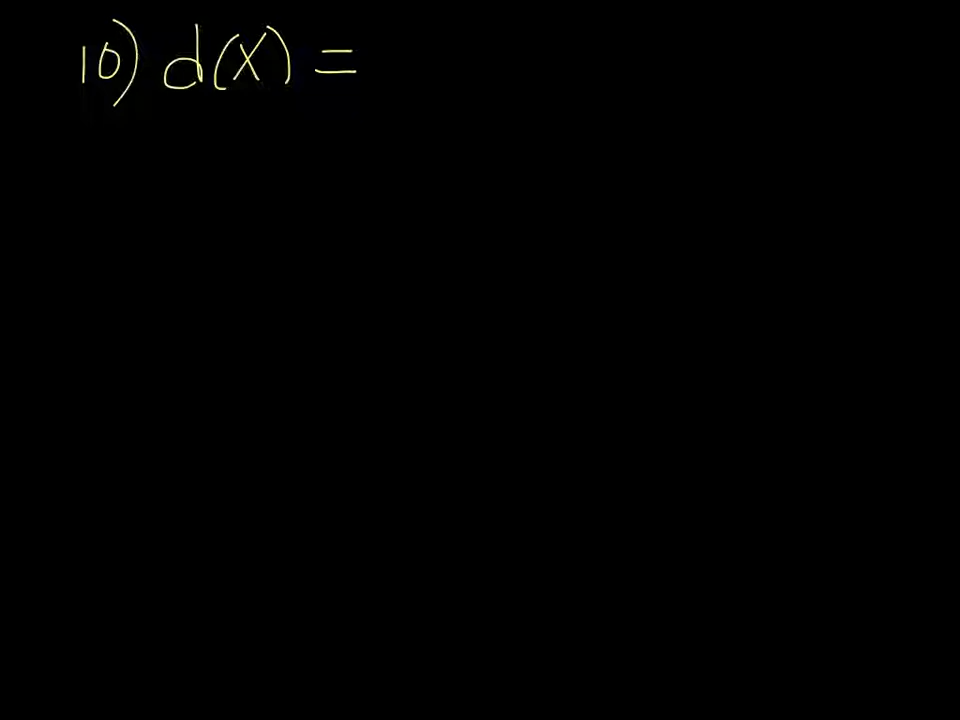 10) d(x) =